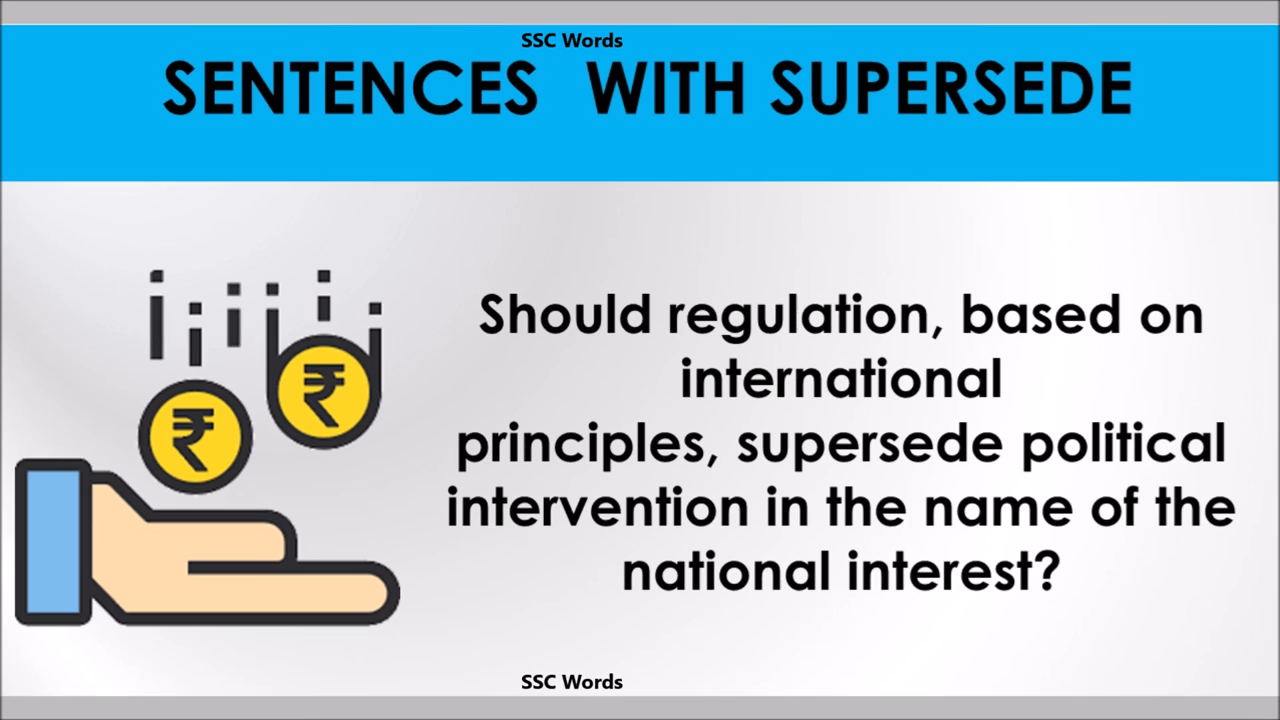 SSC Words
SENTENCES WITH SUPERSEDE
₹
₹
Should regulation, based on
international
principles, supersede political
intervention in the name of the
national interest?
SSC Words